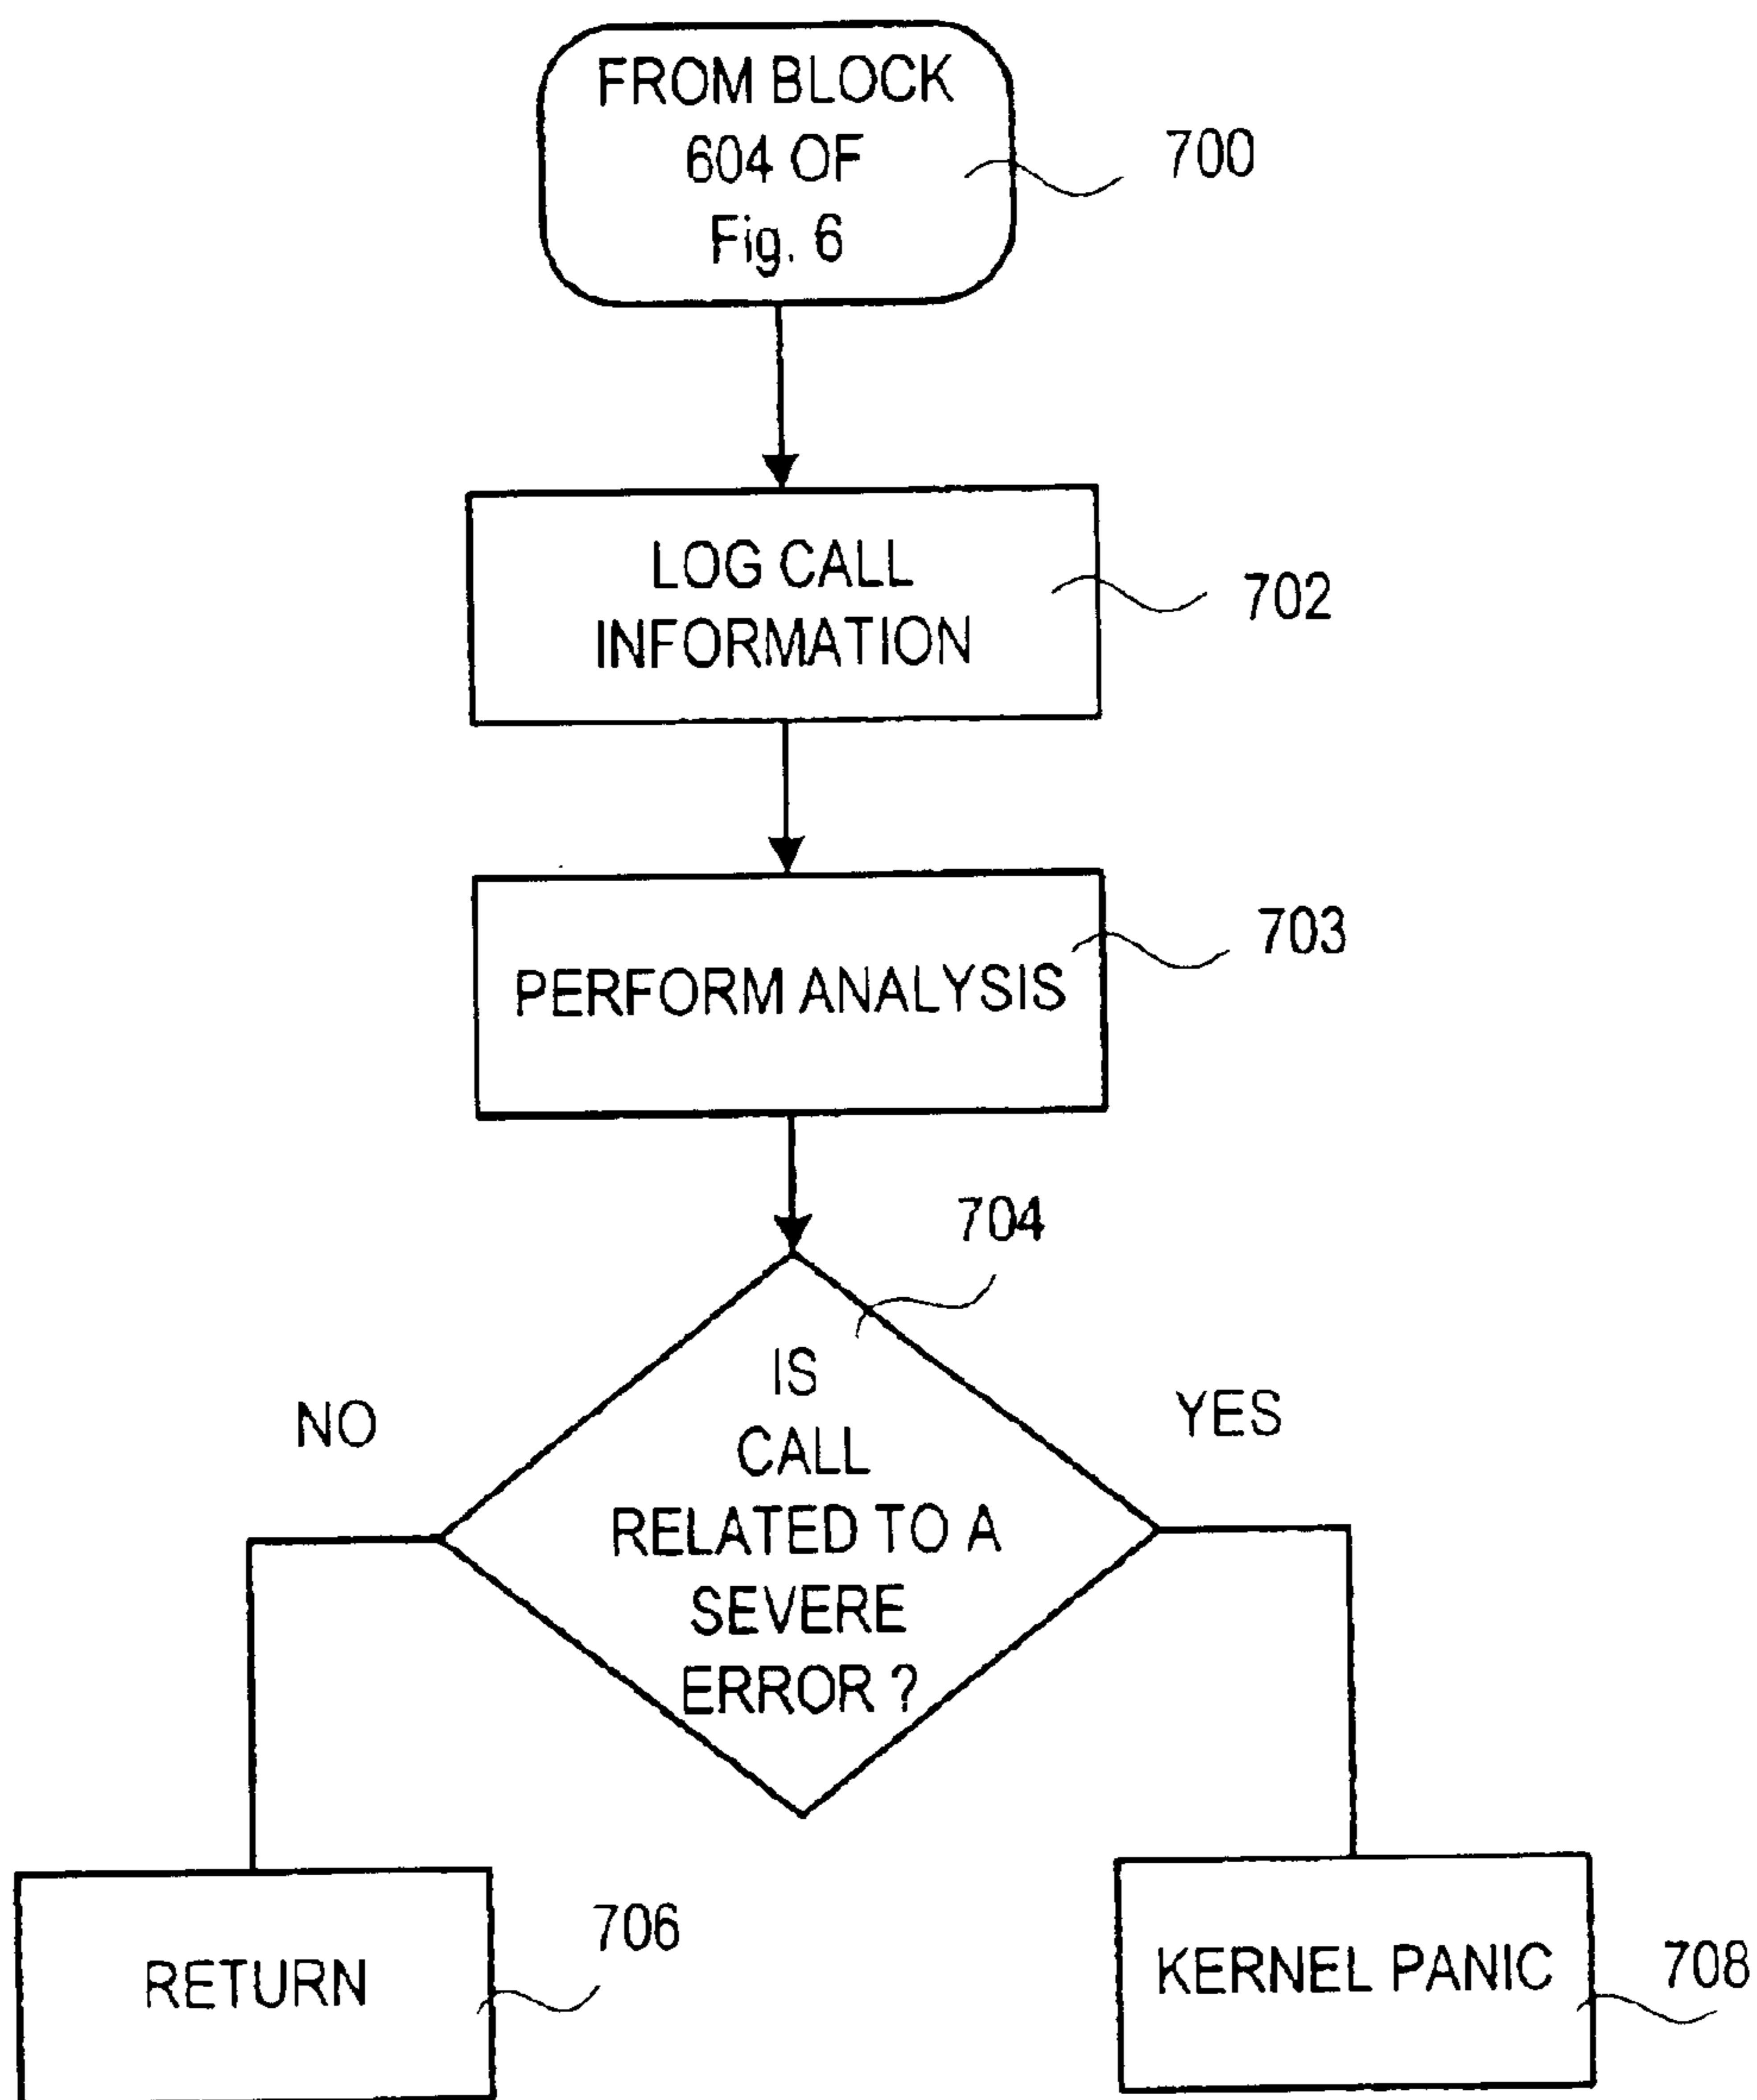 FROM BLOCK
604 OF
Fig. 6
700
LOG CALL
INFORMATION
702
PERFORM ANALYSIS
703
704
IS
CALL
RELATED TO A
SEVERE
ERROR ?
NO
YES
RETURN
706
KERNEL PANIC
708